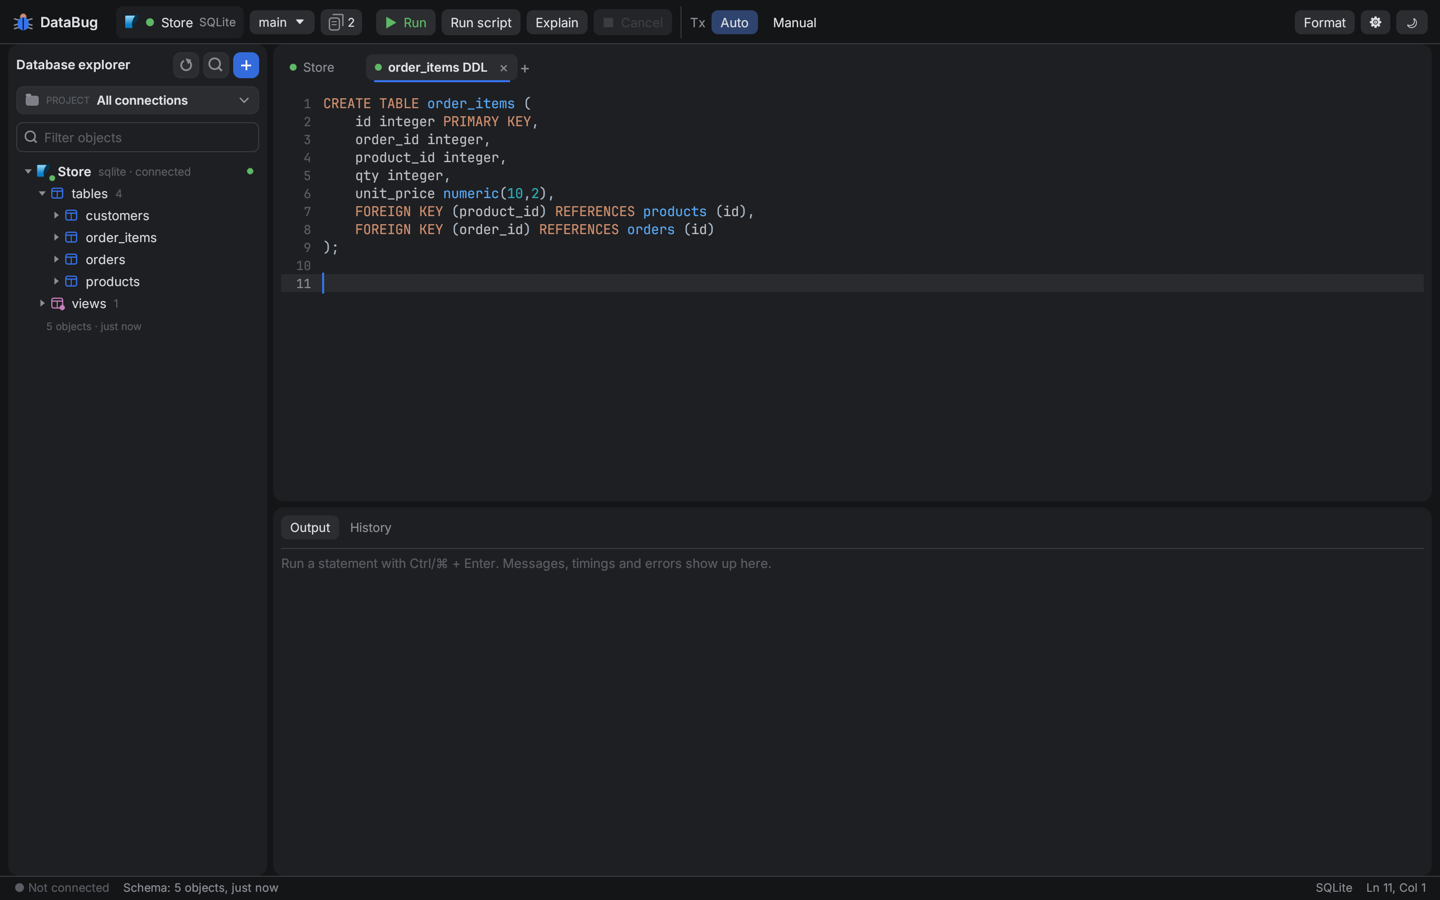 DataBug
Store SQLite
main
2
Run
Run script
Explain
Cancel
Tx
Auto
Manual
Format
Database explorer
PROJECT All connections
Filter objects
Store sqlite · connected
tables 4
customers
order_items
orders
products
views 1
5 objects · just now
Store
order_items DDL ×
+
1 CREATE TABLE order_items (
2 id integer PRIMARY KEY,
3 order_id integer,
4 product_id integer,
5 qty integer,
6 unit_price numeric(10,2),
7 FOREIGN KEY (product_id) REFERENCES products (id),
8 FOREIGN KEY (order_id) REFERENCES orders (id)
9 );
10
11
Output
History
Run a statement with Ctrl/⌘ + Enter. Messages, timings and errors show up here.
Not connected
Schema: 5 objects, just now
SQLite
Ln 11, Col 1